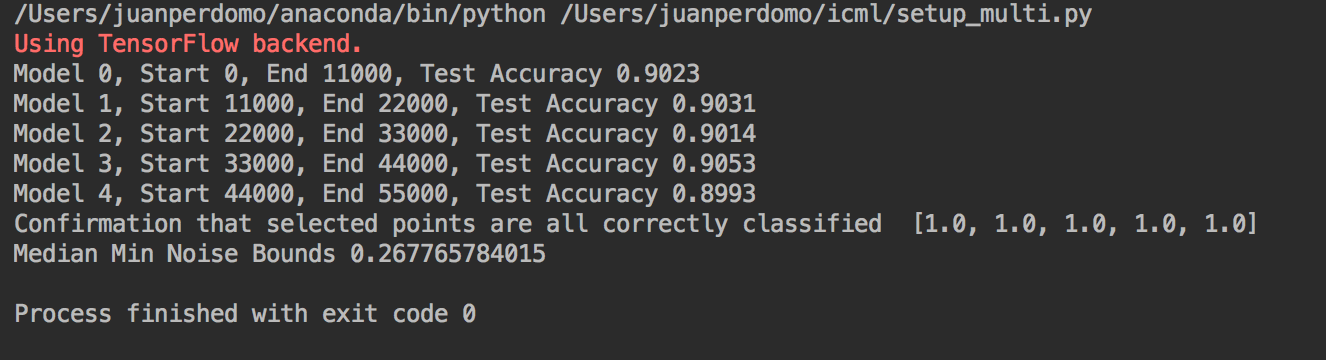 /Users/juanperdomo/anaconda/bin/python /Users/juanperdomo/icml/setup_multi.py
Using TensorFlow backend.
Model 0, Start 0, End 11000, Test Accuracy 0.9023
Model 1, Start 11000, End 22000, Test Accuracy 0.9031
Model 2, Start 22000, End 33000, Test Accuracy 0.9014
Model 3, Start 33000, End 44000, Test Accuracy 0.9053
Model 4, Start 44000, End 55000, Test Accuracy 0.8993
Confirmation that selected points are all correctly classified  [1.0, 1.0, 1.0, 1.0, 1.0]
Median Min Noise Bounds 0.267765784015
Process finished with exit code 0